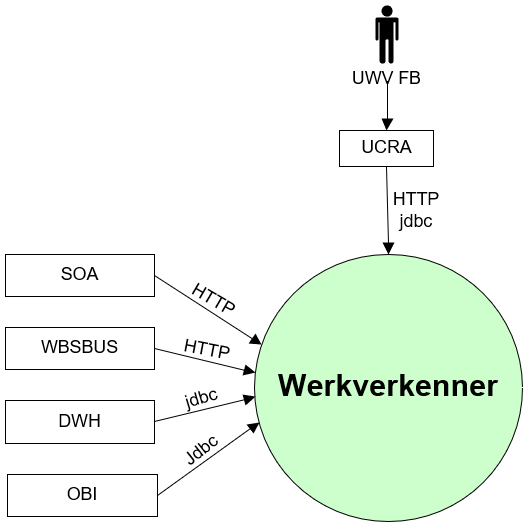 UWV FB
UCRA
HTTP
jdbc
SOA
HTTP
WBSBUS
HTTP
Werkverkenner
DWH
jdbc
OBI
Jdbc